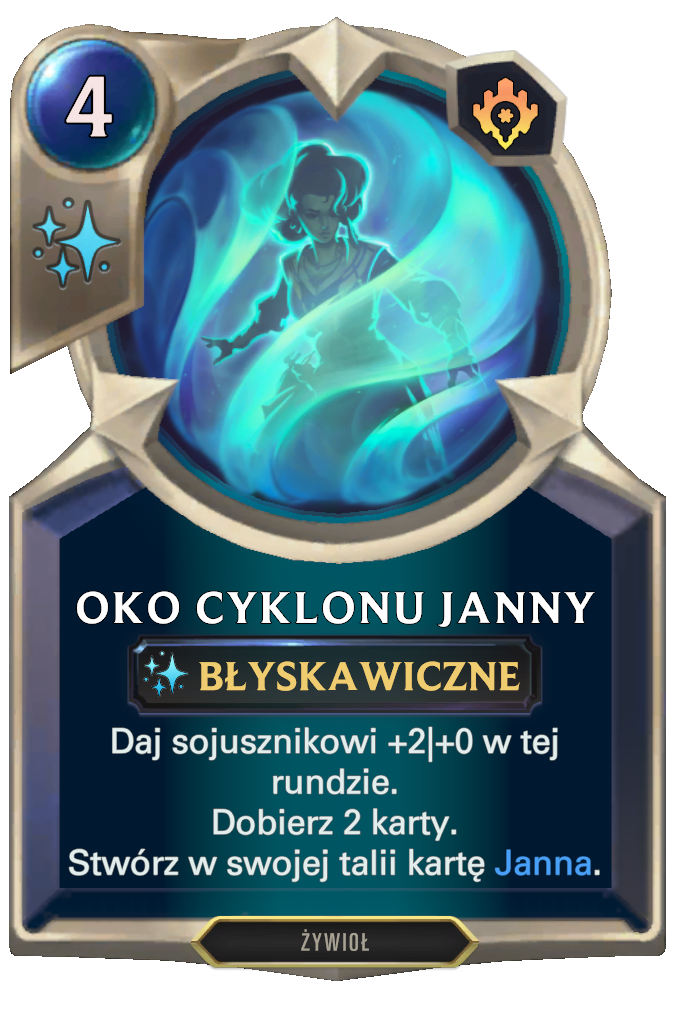 4
OKO CYKLONU JANNY
BŁYSKAWICZNE
Daj sojusznikowi +2|+0 w tej
rundzie.
Dobierz 2 karty.
Stwórz w swojej talii kartę Janna.
ŻYWIOŁ